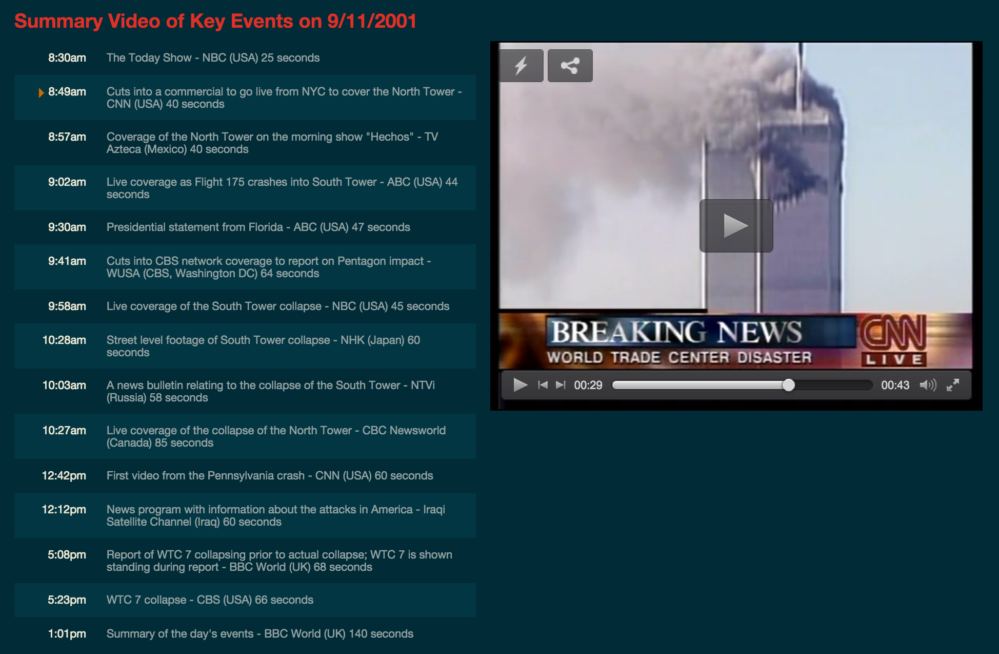 Summary Video of Key Events on 9/11/2001
8:30am The Today Show - NBC (USA) 25 seconds
8:49am Cuts into a commercial to go live from NYC to cover the North Tower -
CNN (USA) 40 seconds
8:57am Coverage of the North Tower on the morning show "Hechos" - TV
Azteca (Mexico) 40 seconds
9:02am Live coverage as Flight 175 crashes into South Tower - ABC (USA) 44
seconds
9:30am Presidential statement from Florida - ABC (USA) 47 seconds
9:41am Cuts into CBS network coverage to report on Pentagon impact -
WUSA (CBS, Washington DC) 64 seconds
9:58am Live coverage of the South Tower collapse - NBC (USA) 45 seconds
10:28am Street level footage of South Tower collapse - NHK (Japan) 60
seconds
10:03am A news bulletin relating to the collapse of the South Tower - NTVi
(Russia) 58 seconds
10:27am Live coverage of the collapse of the North Tower - CBC Newsworld
(Canada) 85 seconds
12:42pm First video from the Pennsylvania crash - CNN (USA) 60 seconds
12:12pm News program with information about the attacks in America - Iraqi
Satellite Channel (Iraq) 60 seconds
5:08pm Report of WTC 7 collapsing prior to actual collapse; WTC 7 is shown
standing during report - BBC World (UK) 68 seconds
5:23pm WTC 7 collapse - CBS (USA) 66 seconds
1:01pm Summary of the day's events - BBC World (UK) 140 seconds
BREAKING NEWS
WORLD TRADE CENTER DISASTER
CNN
LIVE
00:29 00:43